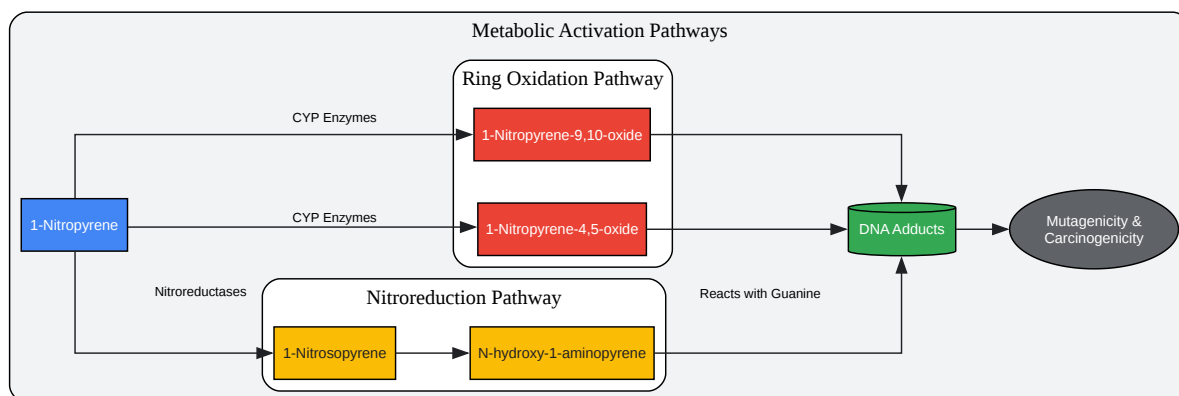 Metabolic Activation Pathways
Ring Oxidation Pathway
CYP Enzymes
1-Nitropyrene-9,10-oxide
1-Nitropyrene
CYP Enzymes
1-Nitropyrene-4,5-oxide
DNA Adducts
Mutagenicity &
Carcinogenicity
Nitroreductases
Nitroreduction Pathway
Reacts with Guanine
1-Nitrosopyrene
N-hydroxy-1-aminopyrene